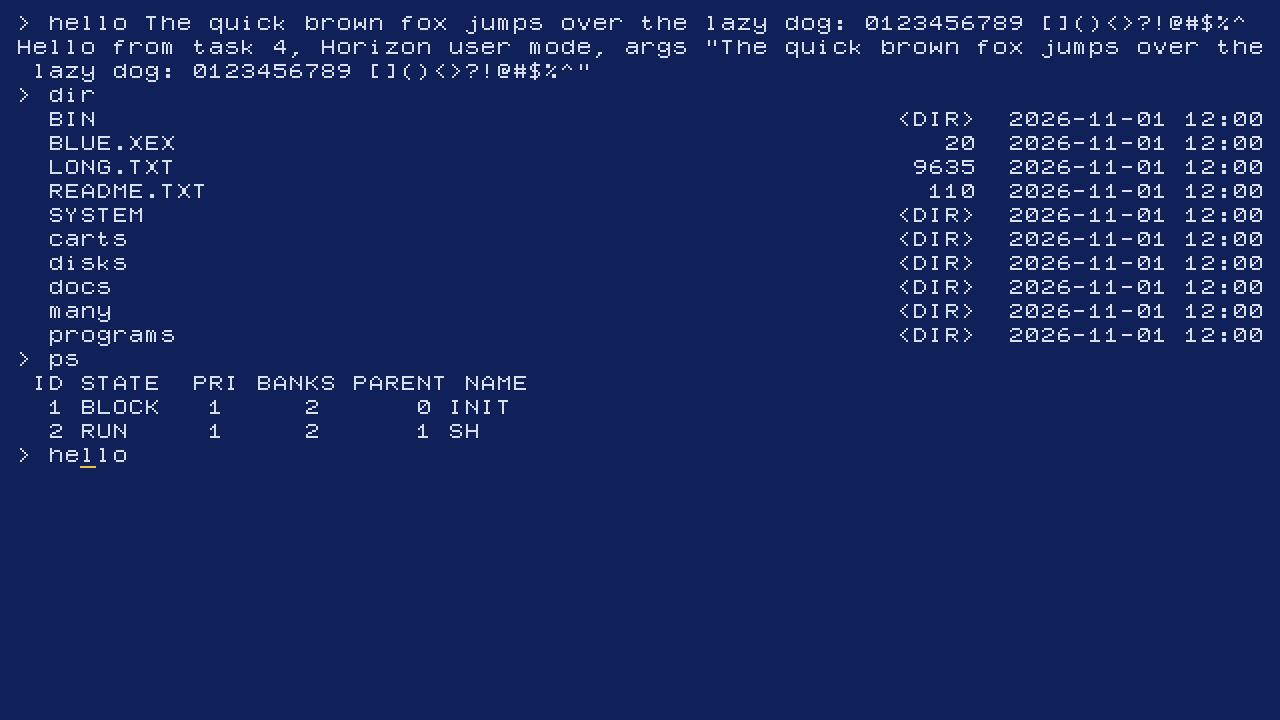 > hello The quick brown fox jumps over the lazy dog: 0123456789 []()<>?!@#$%^
Hello from task 4, Horizon user mode, args "The quick brown fox jumps over the
 lazy dog: 0123456789 []()<>?!@#$%^"
> dir
  BIN                                                  <DIR>  2026-11-01 12:00
  BLUE.XEX                                                20  2026-11-01 12:00
  LONG.TXT                                              9635  2026-11-01 12:00
  README.TXT                                             110  2026-11-01 12:00
  SYSTEM                                               <DIR>  2026-11-01 12:00
  carts                                                <DIR>  2026-11-01 12:00
  disks                                                <DIR>  2026-11-01 12:00
  docs                                                 <DIR>  2026-11-01 12:00
  many                                                 <DIR>  2026-11-01 12:00
  programs                                             <DIR>  2026-11-01 12:00
> ps
 ID STATE  PRI BANKS PARENT NAME
  1 BLOCK   1     2      0 INIT
  2 RUN     1     2      1 SH
> hello